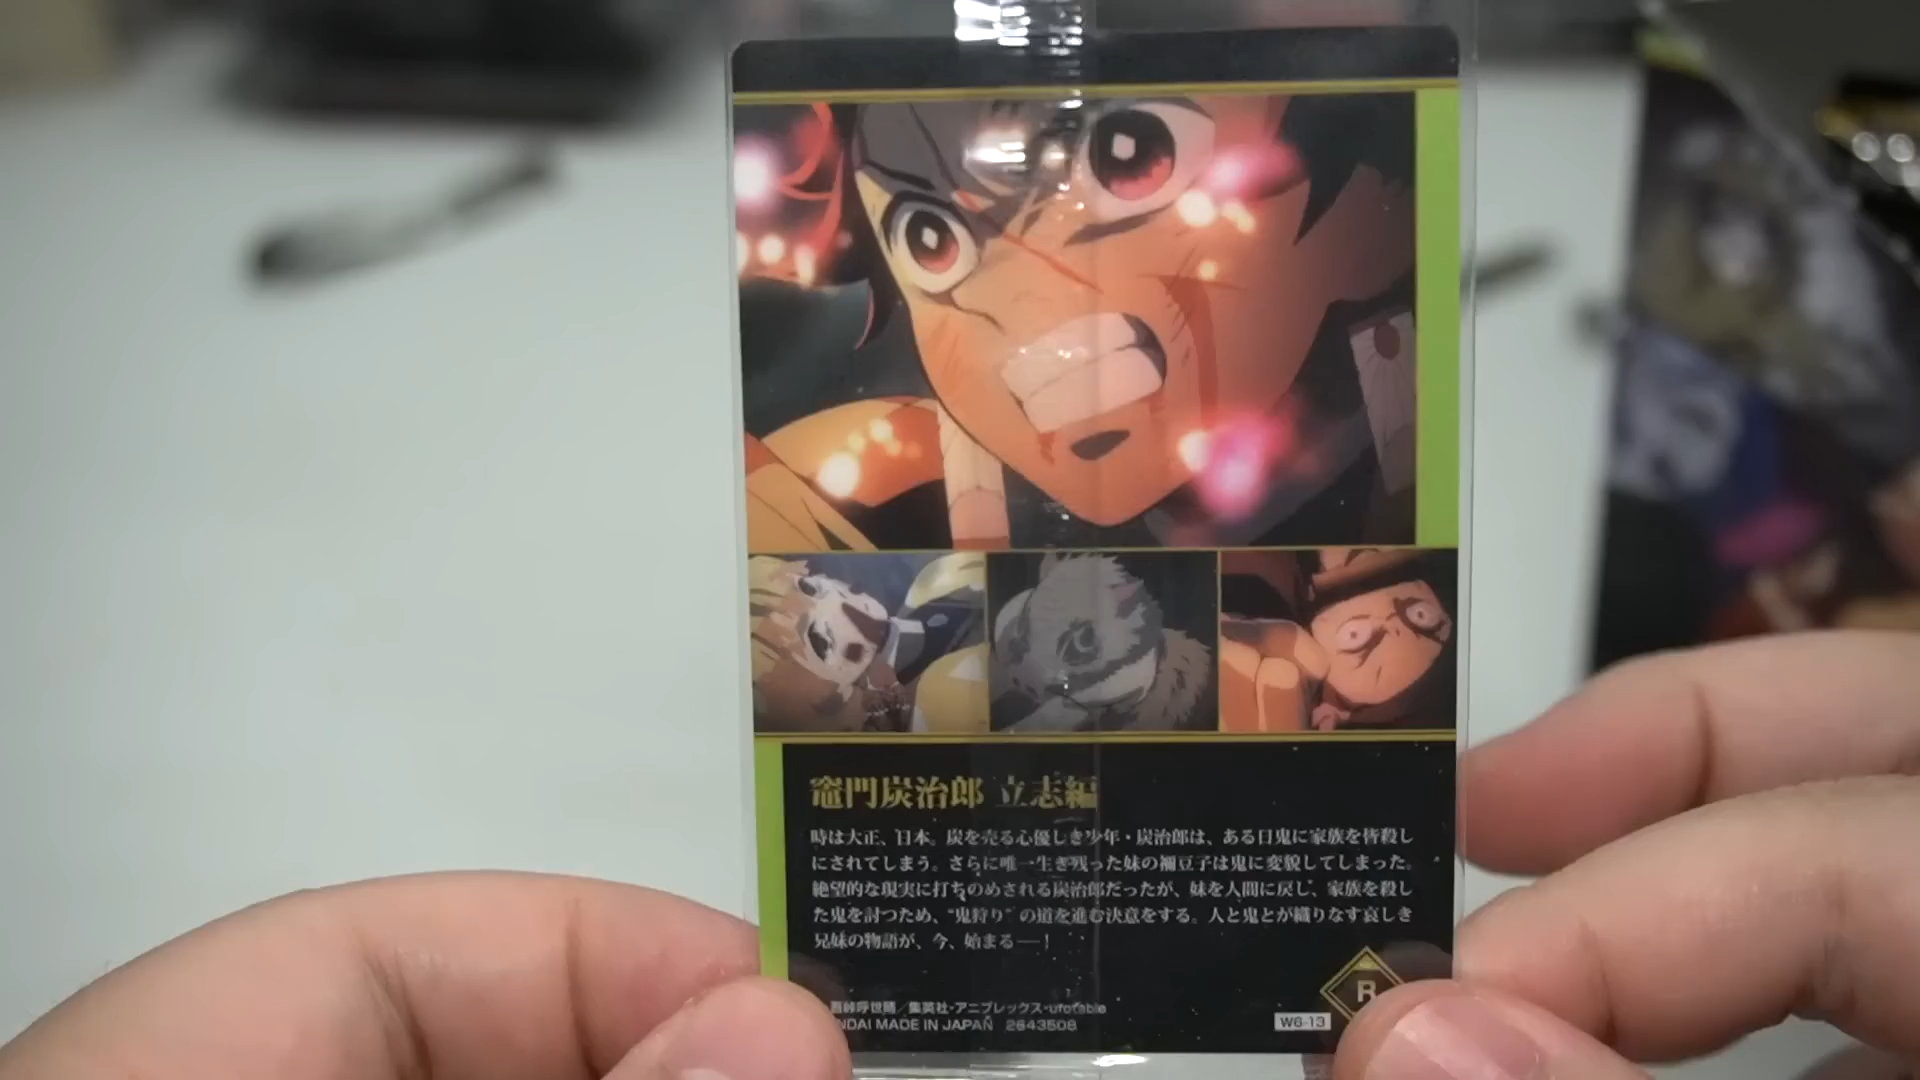 竈門炭治郎 立志編
時は大正、日本。炭を売る心優しき少年・炭治郎は、ある日鬼に家族を皆殺し
にされてしまう。さらに唯一生き残った妹の禰豆子は鬼に変貌してしまった。
絶望的な現実に打ちのめされる炭治郎だったが、妹を人間に戻し、家族を殺し
た鬼を討つため、“鬼狩り”の道を進む決意をする。人と鬼とが織りなす哀しき
兄妹の物語が、今、始まる―！
吾峠呼世晴／集英社・アニプレックス・ufotable
NDAI MADE IN JAPAN 2643508
W6-13
R